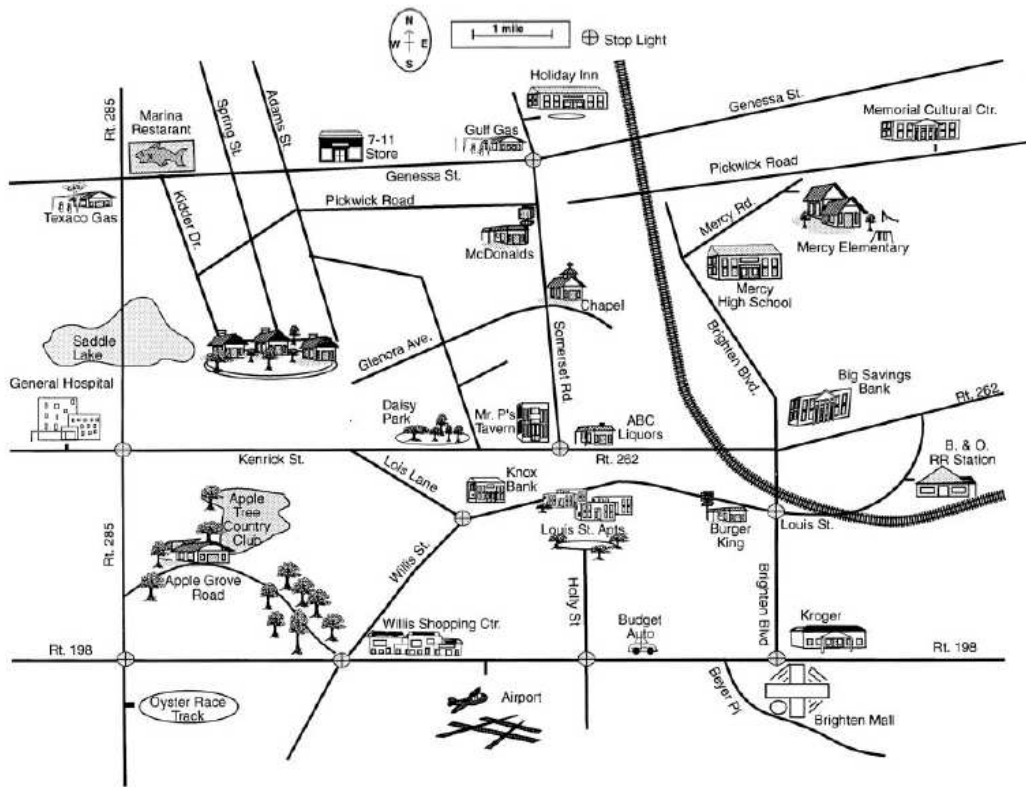 N
W E
S
1 mile
Stop Light
Holiday Inn
Rt. 285
Marina
Restarant
Spring St
Adams St.
7-11
Store
Gulf Gas
Genessa St.
Memorial Cultural Ctr.
Genessa St.
Pickwick Road
Texaco Gas
Kidder Dr.
Pickwick Road
McDonalds
Mercy Rd.
Mercy Elementary
Mercy
High School
Chapel
Saddle
Lake
Glenora Ave.
Somerset Rd.
Brighten Blvd.
General Hospital
Daisy
Park
Mr. P's
Tavern
ABC
Liquors
Big Savings
Bank
Rt. 262
Kenrick St.
Rt. 262
B. & O.
RR Station
Lois Lane
Knox
Bank
Apple
Tree
Country
Club
Louis St. Apts
Burger
King
Louis St.
Rt. 285
Willis St.
Apple Grove
Road
Holly St
Brighten Blvd
Willis Shopping Ctr.
Budget
Auto
Kroger
Rt. 198
Rt. 198
Oyster Race
Track
Airport
Beyer Pl
Brighten Mall